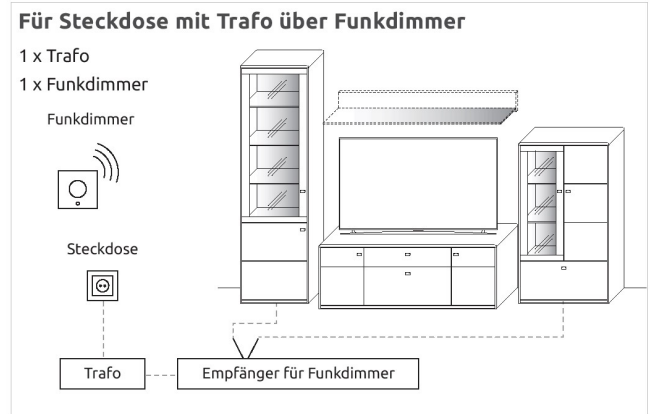 Für Steckdose mit Trafo über Funkdimmer
1 x Trafo
1 x Funkdimmer
Funkdimmer
Steckdose
Trafo
Empfänger für Funkdimmer